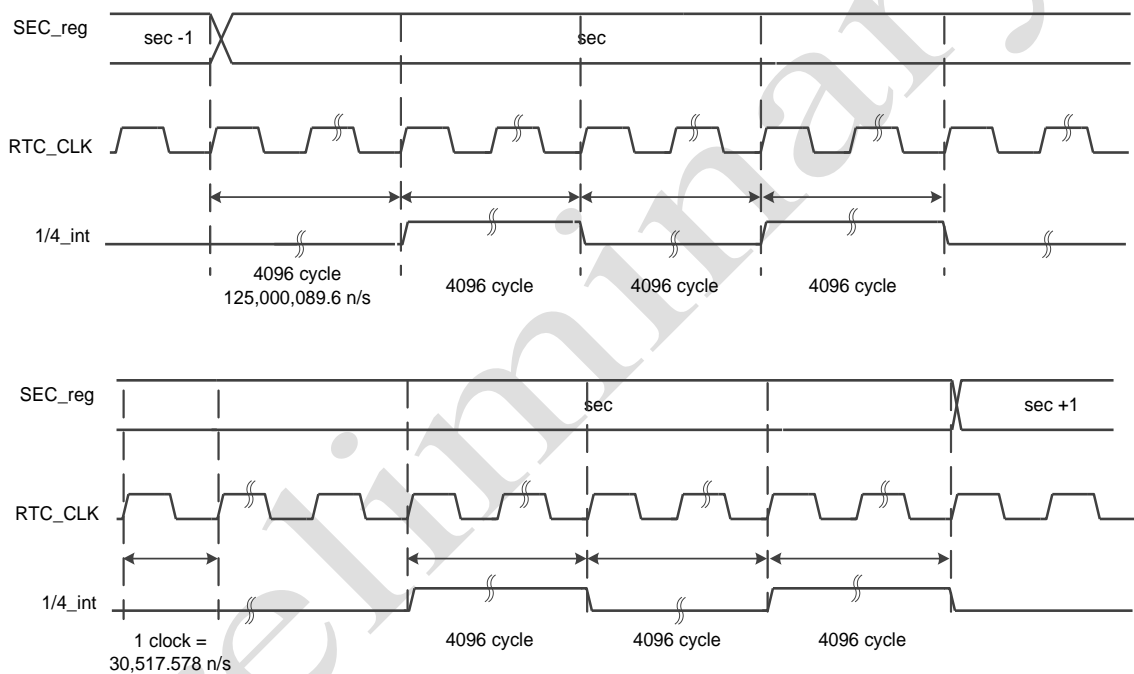 SEC_reg
sec -1
sec
RTC_CLK
1/4_int
4096 cycle
125,000,089.6 n/s
4096 cycle
4096 cycle
4096 cycle
SEC_reg
sec
sec +1
RTC_CLK
1/4_int
1 clock =
30,517.578 n/s
4096 cycle
4096 cycle
4096 cycle
eliminary